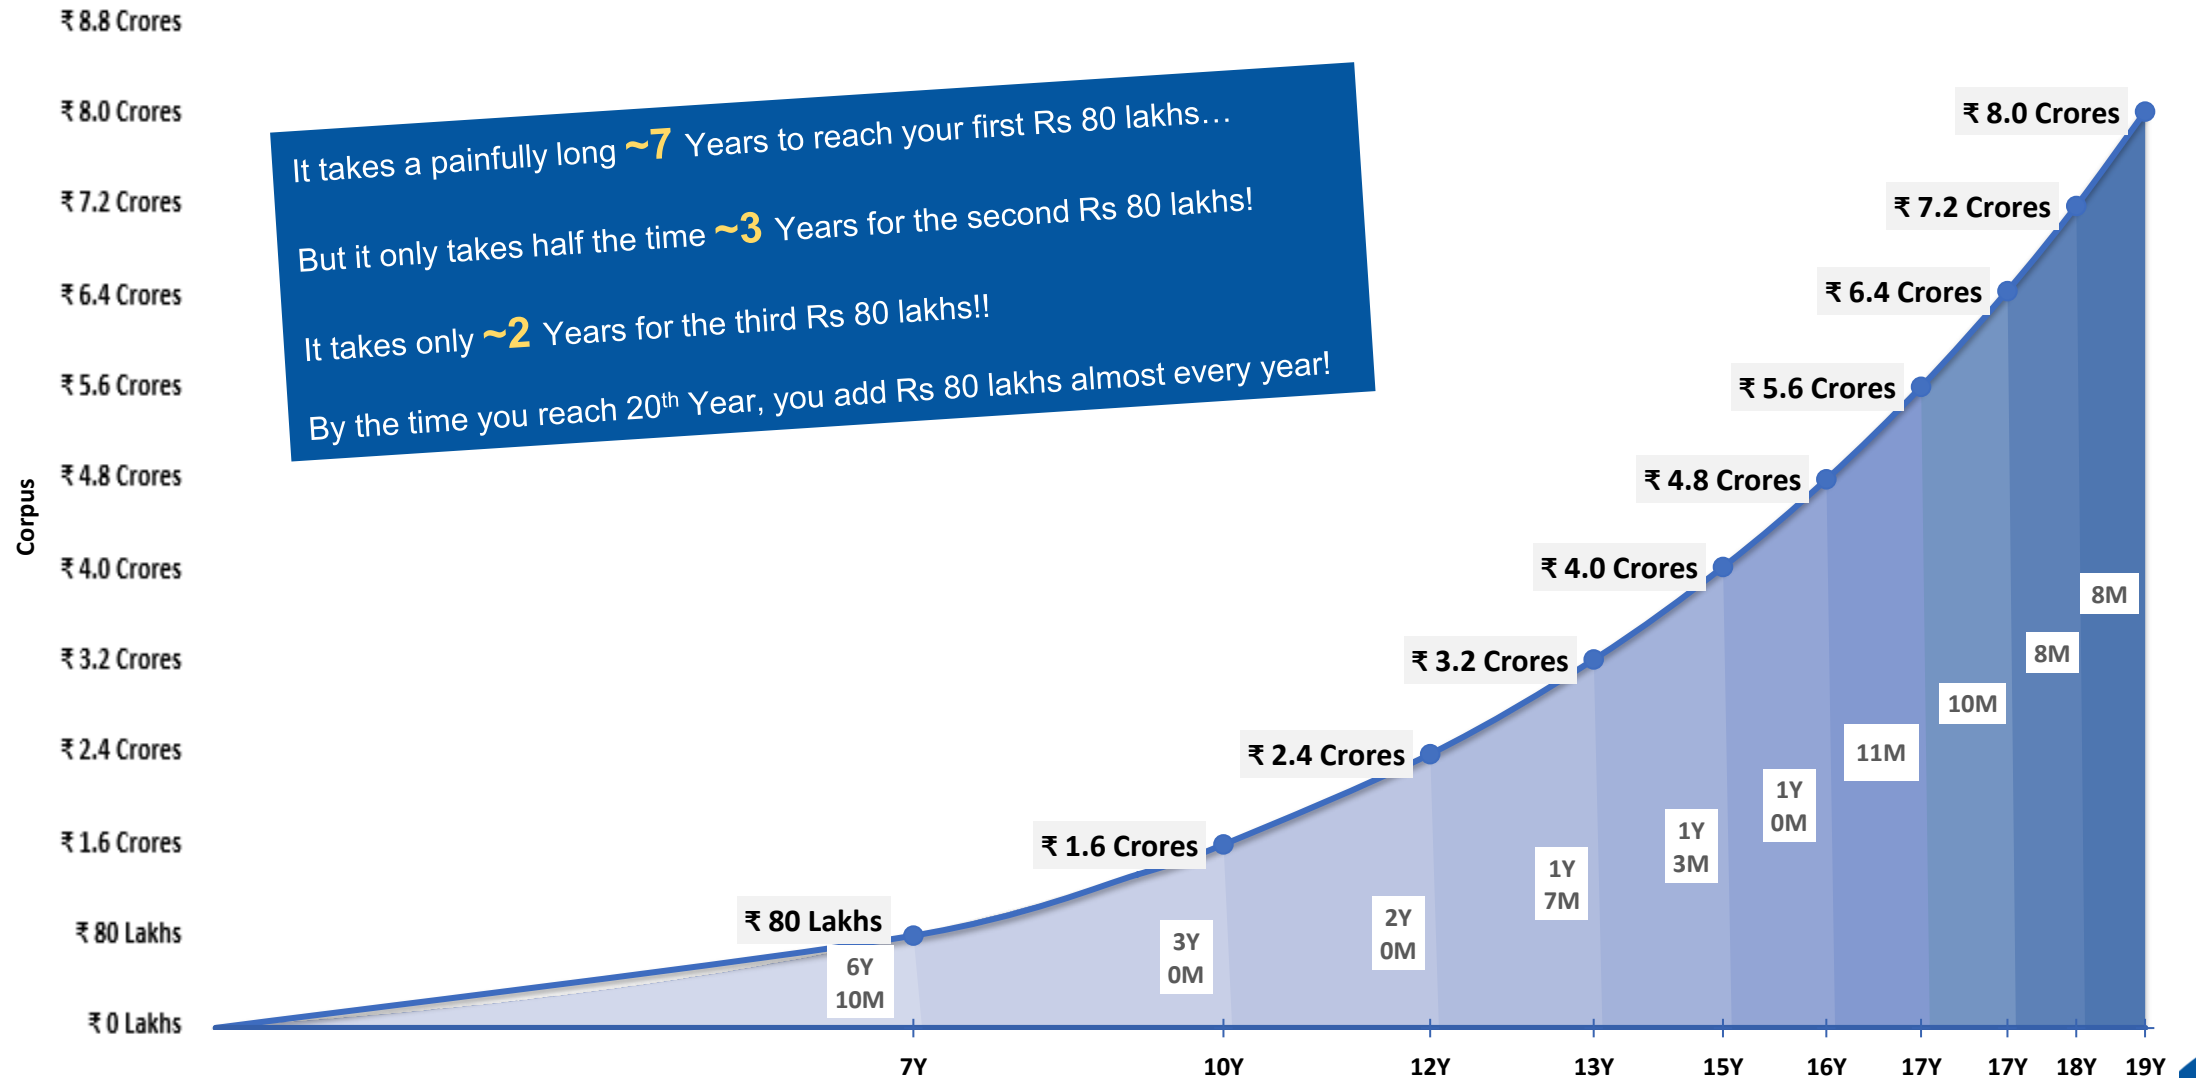 ₹ 8.8 Crores
₹ 8.0 Crores
₹ 7.2 Crores
₹ 6.4 Crores
₹ 5.6 Crores
₹ 4.8 Crores
₹ 4.0 Crores
₹ 3.2 Crores
₹ 2.4 Crores
₹ 1.6 Crores
₹ 80 Lakhs
₹ 0 Lakhs
Corpus
It takes a painfully long ~7 Years to reach your first Rs 80 lakhs…
But it only takes half the time ~3 Years for the second Rs 80 lakhs!
It takes only ~2 Years for the third Rs 80 lakhs!!
By the time you reach 20th Year, you add Rs 80 lakhs almost every year!
₹ 80 Lakhs
₹ 1.6 Crores
₹ 2.4 Crores
₹ 3.2 Crores
₹ 4.0 Crores
₹ 4.8 Crores
₹ 5.6 Crores
₹ 6.4 Crores
₹ 7.2 Crores
₹ 8.0 Crores
6Y
10M
3Y
0M
2Y
0M
1Y
7M
1Y
3M
1Y
0M
11M
10M
8M
8M
7Y 10Y 12Y 13Y 15Y 16Y 17Y 17Y 18Y 19Y